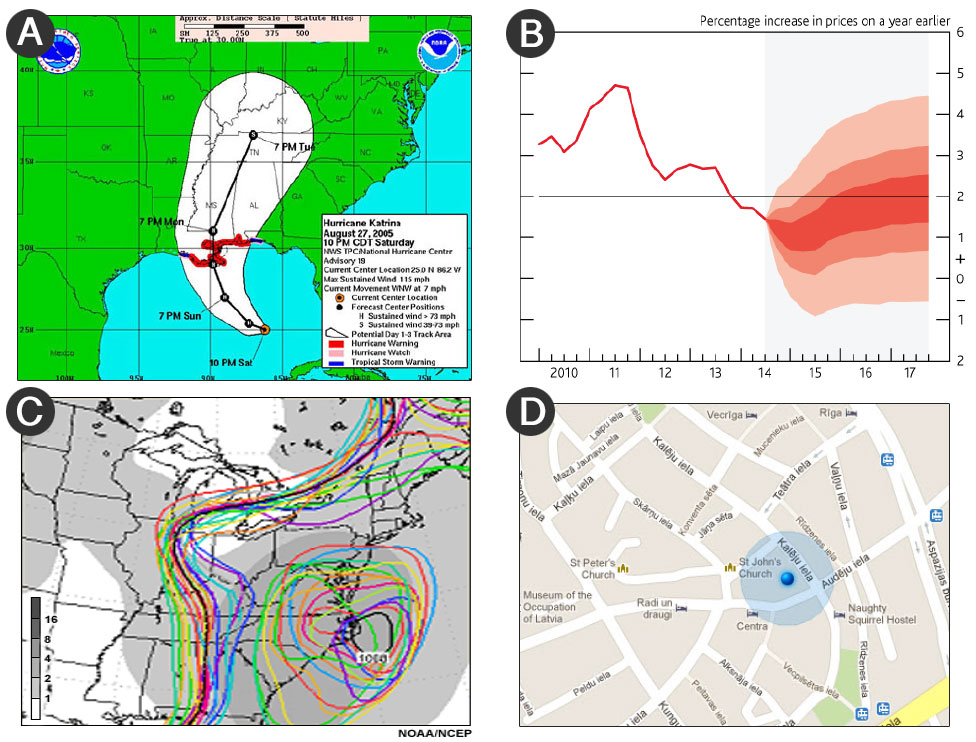 A
Approx. Distance Scale ( Statute Miles )
SM 125 250 375 500
True at 30.00N
NOAA
40N
35N
30N
25N
IA
PA
IN
OH
KS
MO
WV
VA
MD
DE
KY
OK
AR
TN
NC
SC
MS
AL
GA
TX
Mexico
7 PM Tue
7 PM Mon
7 PM Sun
10 PM Sat
S
H
H
H
H
100W
95W
90W
85W
75W
Hurricane Katrina
August 27, 2005
10 PM CDT Saturday
NWS TPC/National Hurricane Center
Advisory 19
Current Center Location 25.0 N 86.2 W
Max Sustained Wind 115 mph
Current Movement WNW at 7 mph
Current Center Location
Forecast Center Positions
H Sustained wind > 73 mph
S Sustained wind 39-73 mph
Potential Day 1-3 Track Area
Hurricane Warning
Hurricane Watch
Tropical Storm Warning
B
Percentage increase in prices on a year earlier
6
5
4
3
2
1
+
0
–
1
2
2010 11 12 13 14 15 16 17
C
16
8
4
2
1
1000
NOAA/NCEP
D
Vecrīga
Rīga
Laipu iela
Mazā Jaunavu iela
Kaļķu iela
Kalēju iela
Mucenieku iela
Teātra iela
Vaļņu iela
Skārņu iela
Konventa sēta
Jāņa sēta
Rīdzenes iela
Kalēju iela
Audēju iela
Aspazijas bul
St Peter's
Church
St John's
Church
Museum of the
Occupation
of Latvia
Radi un
draugi
Centra
Naughty
Squirrel Hostel
Rīdzenes iela
Alksnāja iela
Vecpilsētas iela
Peldu iela
Peitavas iela
Kungu
iela